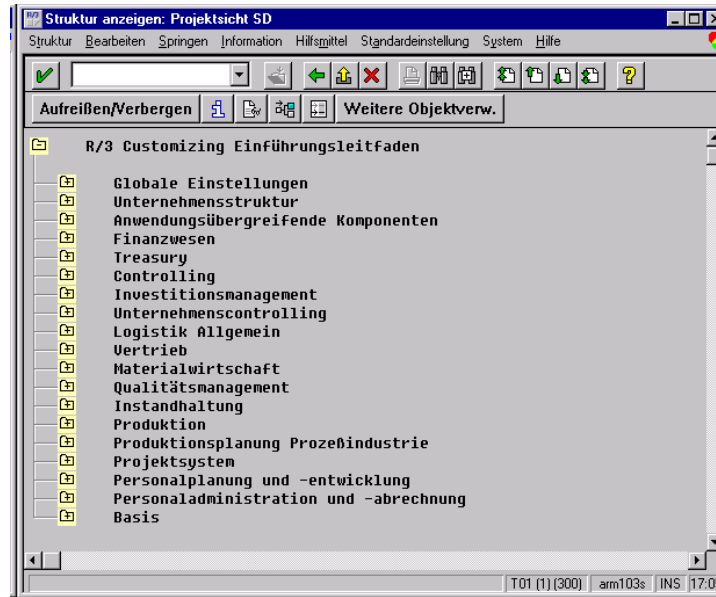 Struktur anzeigen: Projektsicht SD
Struktur Bearbeiten Springen Information Hilfsmittel Standardeinstellung System Hilfe
Aufreißen/Verbergen Weitere Objektverw.
R/3 Customizing Einführungsleitfaden
Globale Einstellungen
Unternehmensstruktur
Anwendungsübergreifende Komponenten
Finanzwesen
Treasury
Controlling
Investitionsmanagement
Unternehmenscontrolling
Logistik Allgemein
Vertrieb
Materialwirtschaft
Qualitätsmanagement
Instandhaltung
Produktion
Produktionsplanung Prozeßindustrie
Projektsystem
Personalplanung und -entwicklung
Personaladministration und -abrechnung
Basis
T01 (1) (300) arm103s INS